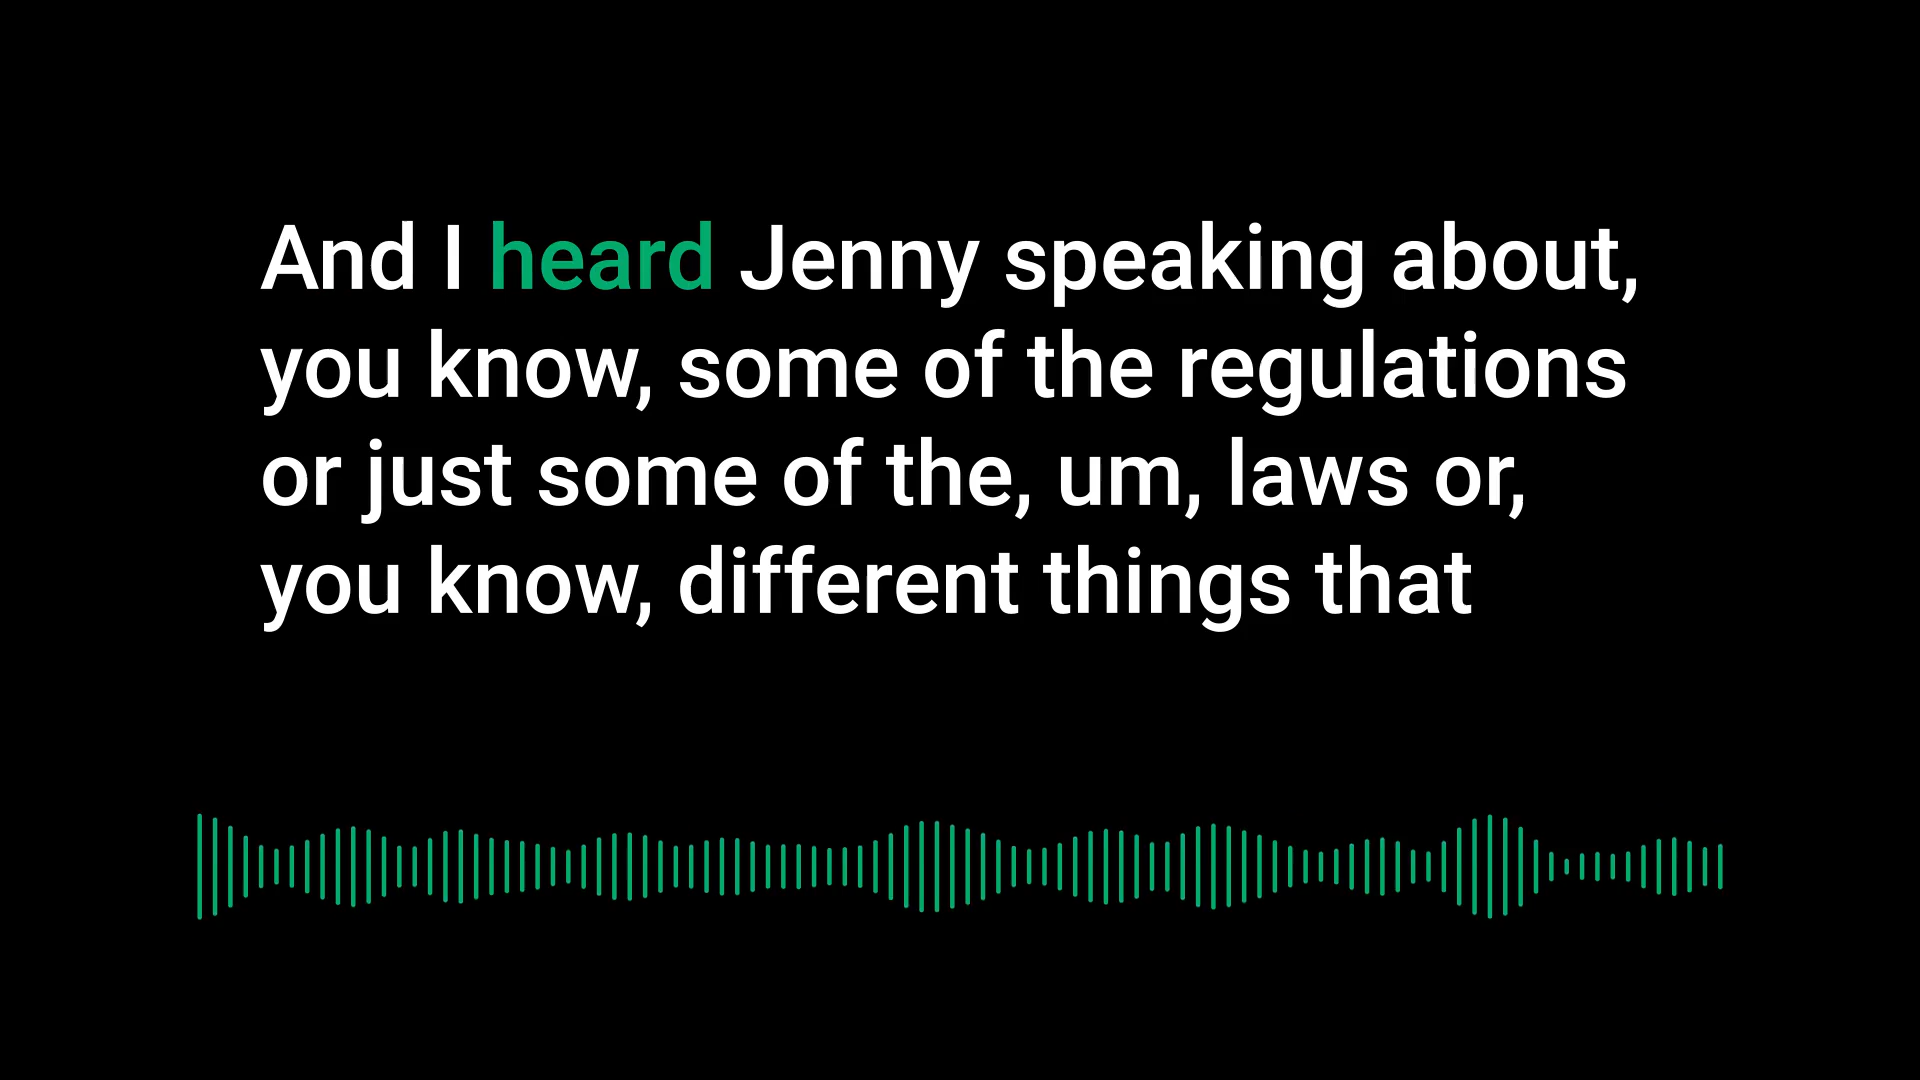 And I heard Jenny speaking about,
you know, some of the regulations
or just some of the, um, laws or,
you know, different things that